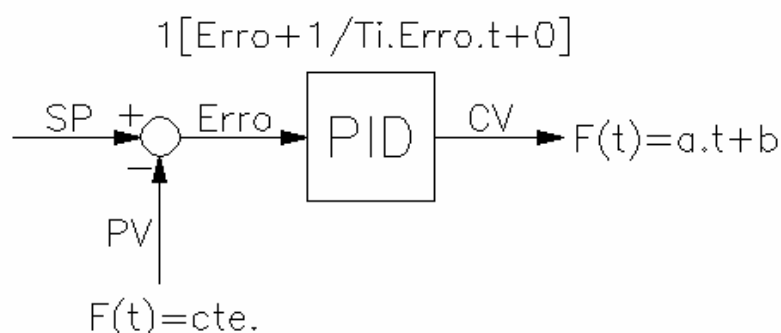 1[Erro+1/Ti.Erro.t+0]
SP
+
Erro
PID
CV
F(t)=a.t+b
−
PV
F(t)=cte.